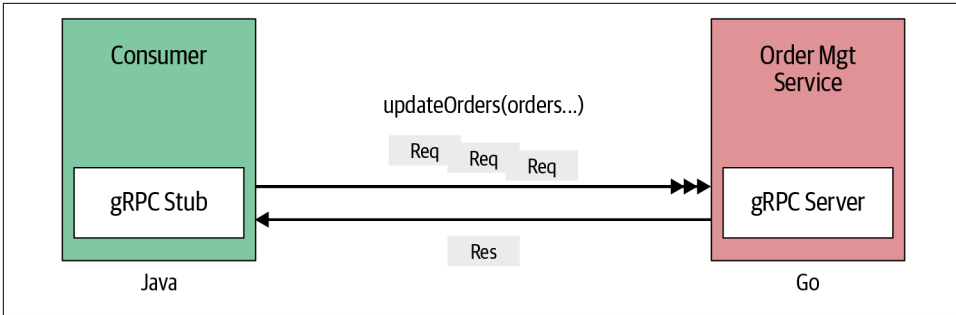 Consumer
Order Mgt
Service
updateOrders(orders...)
Req
Req
Req
gRPC Stub
gRPC Server
Res
Java
Go